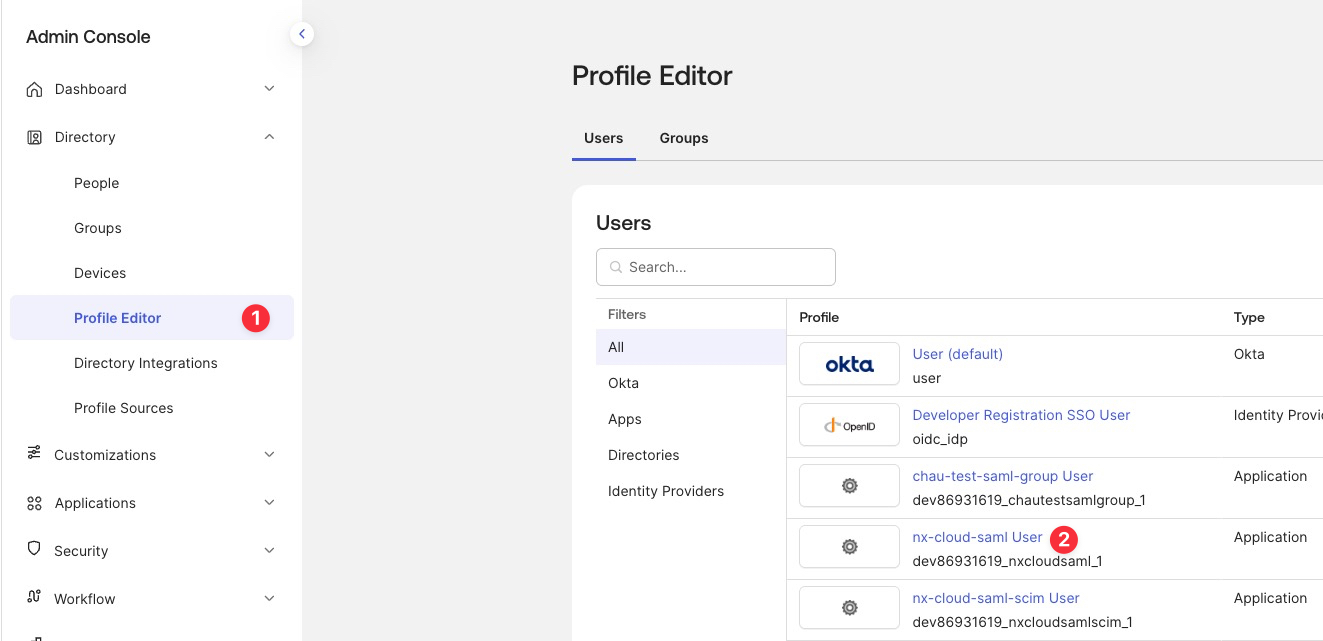 Admin Console
Dashboard
Directory
People
Groups
Devices
Profile Editor 1
Directory Integrations
Profile Sources
Customizations
Applications
Security
Workflow
Profile Editor
Users Groups
Users
Search...
Filters
All
Okta
Apps
Directories
Identity Providers
Profile Type
okta User (default) Okta
user
OpenID Developer Registration SSO User Identity Provi
oidc_idp
chau-test-saml-group User Application
dev86931619_chautestsamlgroup_1
nx-cloud-saml User 2 Application
dev86931619_nxcloudsaml_1
nx-cloud-saml-scim User Application
dev86931619_nxcloudsamlscim_1